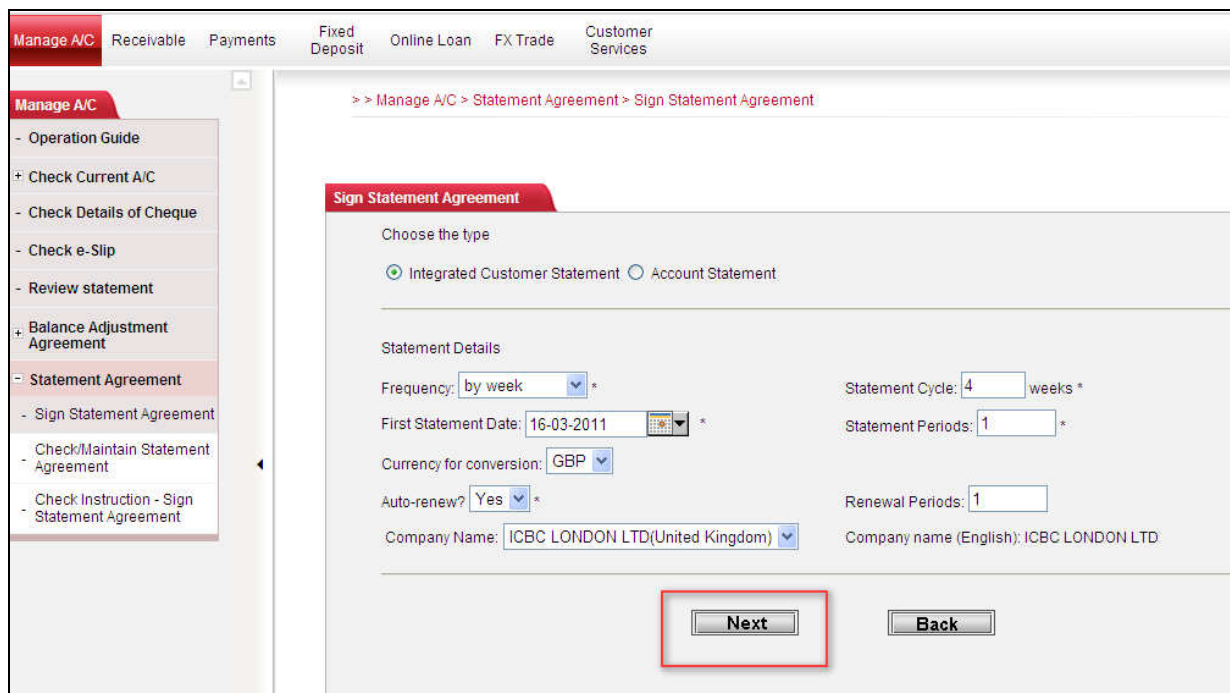 Manage A/C Receivable Payments Fixed Deposit Online Loan FX Trade Customer Services
Manage A/C
- Operation Guide
+ Check Current A/C
- Check Details of Cheque
- Check e-Slip
- Review statement
+ Balance Adjustment
Agreement
- Statement Agreement
- Sign Statement Agreement
- Check/Maintain Statement
Agreement
- Check Instruction - Sign
Statement Agreement
> > Manage A/C > Statement Agreement > Sign Statement Agreement
Sign Statement Agreement
Choose the type
Integrated Customer Statement Account Statement
Statement Details
Frequency: by week * Statement Cycle: 4 weeks *
First Statement Date: 16-03-2011 * Statement Periods: 1 *
Currency for conversion: GBP
Auto-renew? Yes * Renewal Periods: 1
Company Name: ICBC LONDON LTD(United Kingdom) Company name (English): ICBC LONDON LTD
Next Back